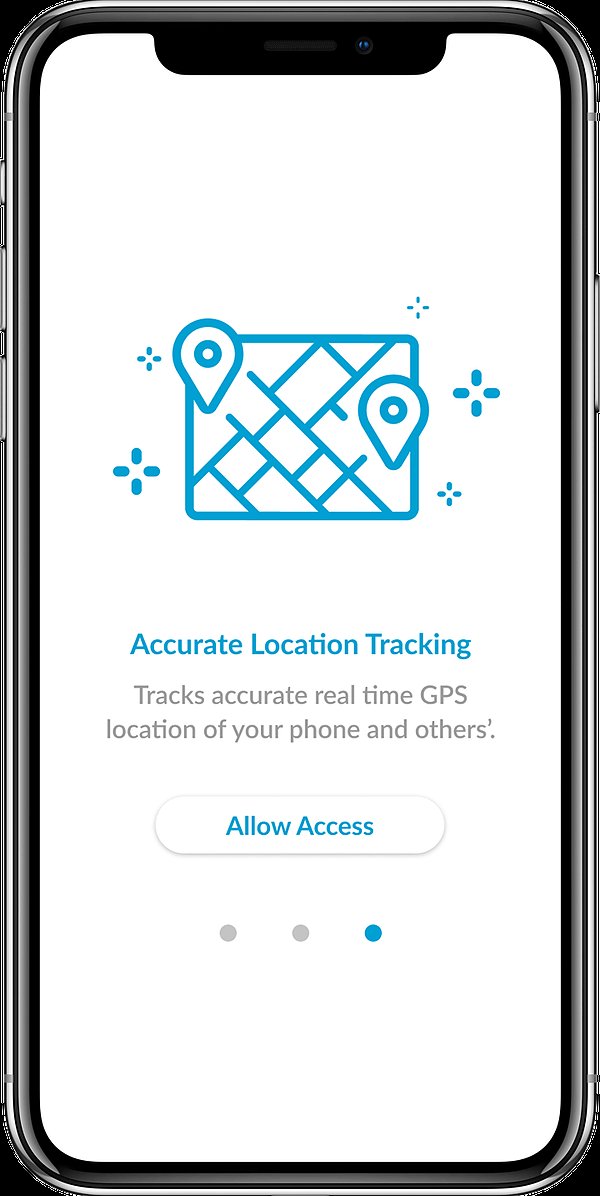 Accurate Location Tracking
Tracks accurate real time GPS
location of your phone and others’.
Allow Access